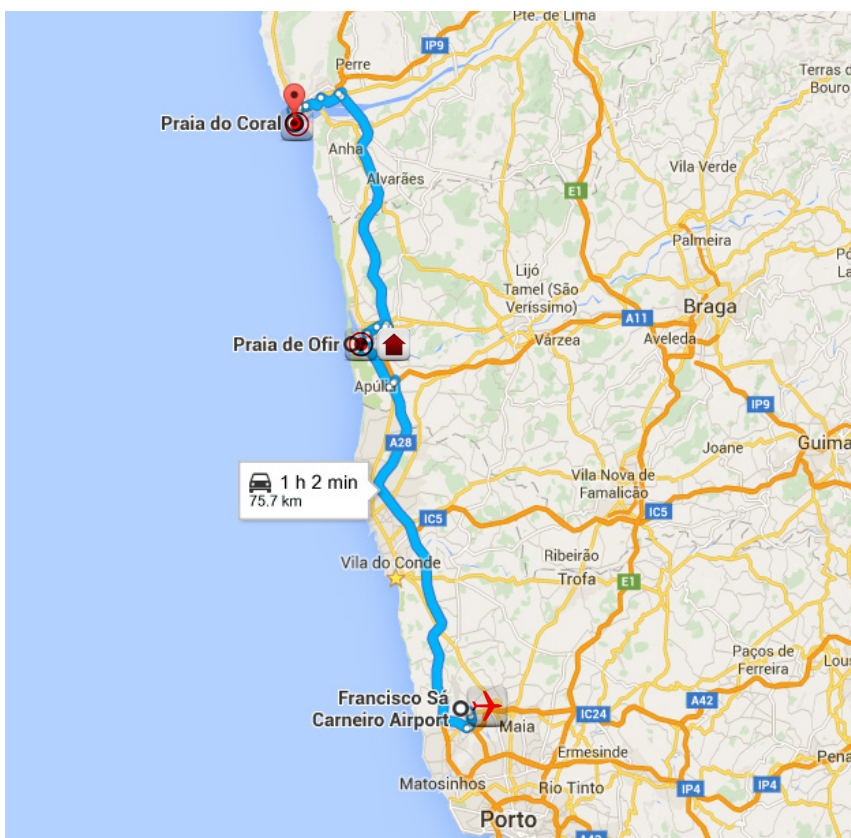 Pte. de Lima
IP9
Perre
Terras d
Bouro
Praia do Coral
Anha
Vila Verde
Alvarães
E1
Palmeira
Lijó
Tamel (São
Veríssimo)
Braga
A11
Praia de Ofir
Várzea
Aveleda
Apúlia
IP9
A28
Joane
Guima
1 h 2 min
75.7 km
Vila Nova de
Famalicão
IC5
IC5
Vila do Conde
Ribeirão
Trofa
E1
Paços de
Ferreira
Lous
Francisco Sá
Carneiro Airport
A42
IC24
Maia
Ermesinde
Pena
Matosinhos
Rio Tinto
IP4
IP4
Porto